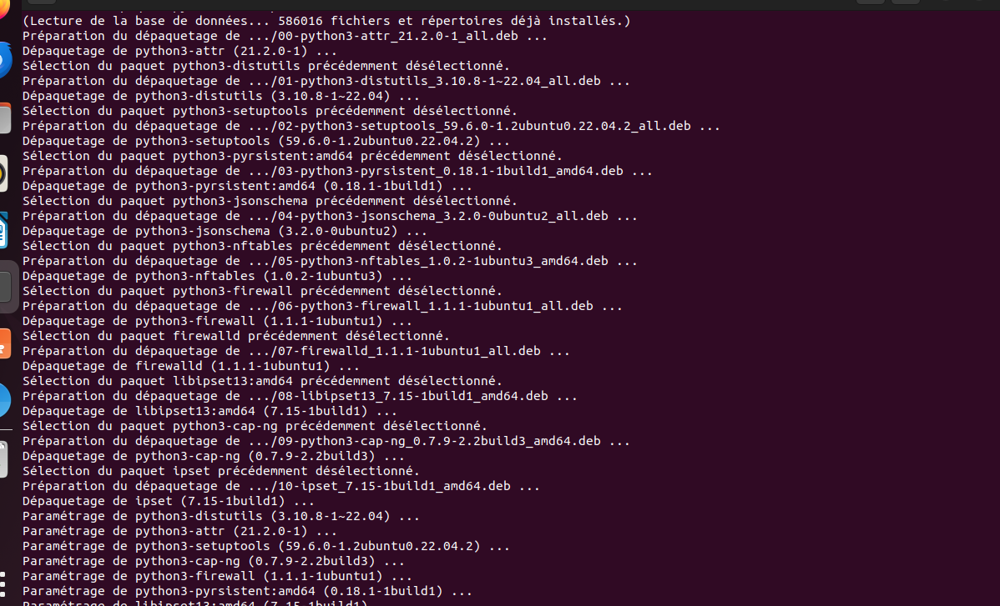 (Lecture de la base de données... 586016 fichiers et répertoires déjà installés.)
Préparation du dépaquetage de .../00-python3-attr_21.2.0-1_all.deb ...
Dépaquetage de python3-attr (21.2.0-1) ...
Sélection du paquet python3-distutils précédemment désélectionné.
Préparation du dépaquetage de .../01-python3-distutils_3.10.8-1~22.04_all.deb ...
Dépaquetage de python3-distutils (3.10.8-1~22.04) ...
Sélection du paquet python3-setuptools précédemment désélectionné.
Préparation du dépaquetage de .../02-python3-setuptools_59.6.0-1.2ubuntu0.22.04.2_all.deb ...
Dépaquetage de python3-setuptools (59.6.0-1.2ubuntu0.22.04.2) ...
Sélection du paquet python3-pyrsistent:amd64 précédemment désélectionné.
Préparation du dépaquetage de .../03-python3-pyrsistent_0.18.1-1build1_amd64.deb ...
Dépaquetage de python3-pyrsistent:amd64 (0.18.1-1build1) ...
Sélection du paquet python3-jsonschema précédemment désélectionné.
Préparation du dépaquetage de .../04-python3-jsonschema_3.2.0-0ubuntu2_all.deb ...
Dépaquetage de python3-jsonschema (3.2.0-0ubuntu2) ...
Sélection du paquet python3-nftables précédemment désélectionné.
Préparation du dépaquetage de .../05-python3-nftables_1.0.2-1ubuntu3_amd64.deb ...
Dépaquetage de python3-nftables (1.0.2-1ubuntu3) ...
Sélection du paquet python3-firewall précédemment désélectionné.
Préparation du dépaquetage de .../06-python3-firewall_1.1.1-1ubuntu1_all.deb ...
Dépaquetage de python3-firewall (1.1.1-1ubuntu1) ...
Sélection du paquet firewalld précédemment désélectionné.
Préparation du dépaquetage de .../07-firewalld_1.1.1-1ubuntu1_all.deb ...
Dépaquetage de firewalld (1.1.1-1ubuntu1) ...
Sélection du paquet libipset13:amd64 précédemment désélectionné.
Préparation du dépaquetage de .../08-libipset13_7.15-1build1_amd64.deb ...
Dépaquetage de libipset13:amd64 (7.15-1build1) ...
Sélection du paquet python3-cap-ng précédemment désélectionné.
Préparation du dépaquetage de .../09-python3-cap-ng_0.7.9-2.2build3_amd64.deb ...
Dépaquetage de python3-cap-ng (0.7.9-2.2build3) ...
Sélection du paquet ipset précédemment désélectionné.
Préparation du dépaquetage de .../10-ipset_7.15-1build1_amd64.deb ...
Dépaquetage de ipset (7.15-1build1) ...
Paramétrage de python3-distutils (3.10.8-1~22.04) ...
Paramétrage de python3-attr (21.2.0-1) ...
Paramétrage de python3-setuptools (59.6.0-1.2ubuntu0.22.04.2) ...
Paramétrage de python3-cap-ng (0.7.9-2.2build3) ...
Paramétrage de python3-firewall (1.1.1-1ubuntu1) ...
Paramétrage de python3-pyrsistent:amd64 (0.18.1-1build1) ...
Paramétrage de libipset13:amd64 (7.15-1build1)